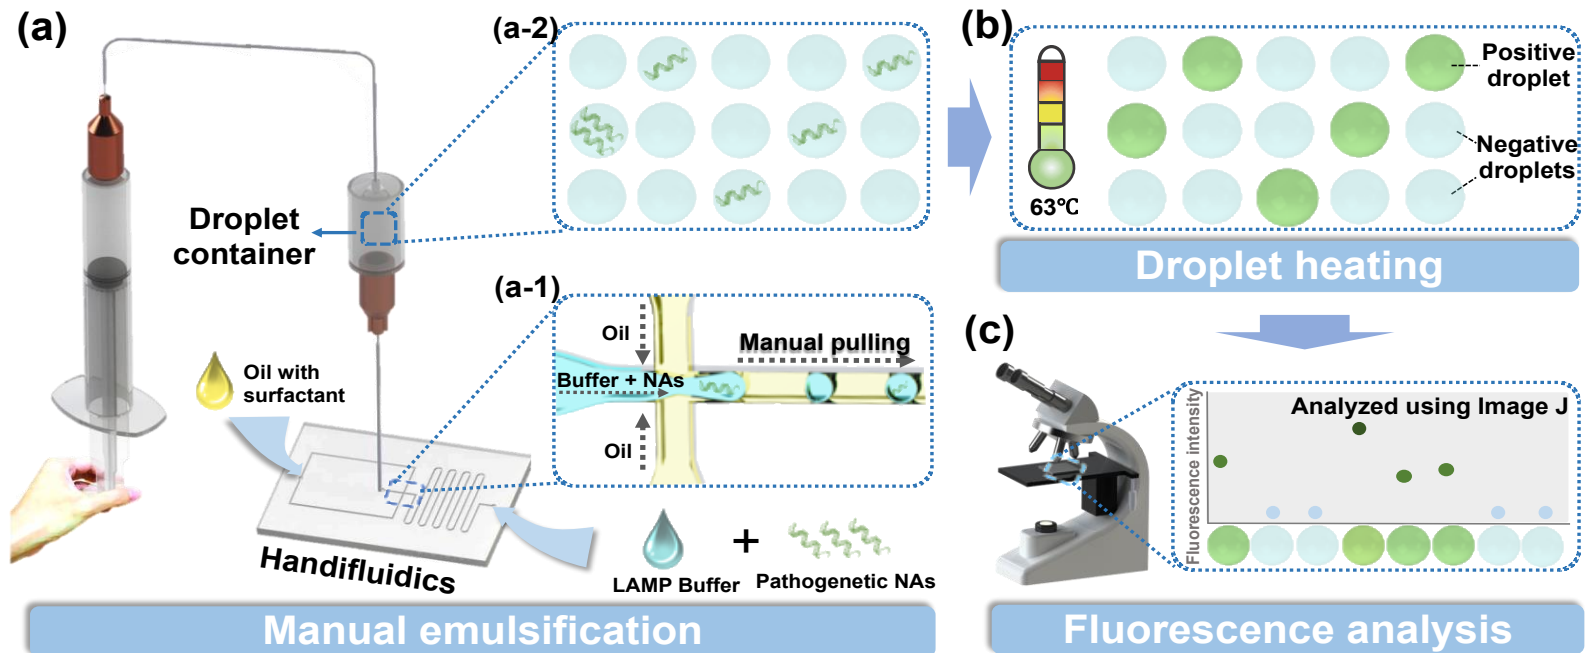 (a)
(a-2)
Droplet
container
(a-1)
Oil
Manual pulling
Buffer + NAs
Oil
Oil with
surfactant
Handifluidics
LAMP Buffer
+
Pathogenetic NAs
Manual emulsification
(b)
Positive
droplet
Negative
droplets
63℃
Droplet heating
(c)
Analyzed using Image J
Fluorescence intensity
Fluorescence analysis